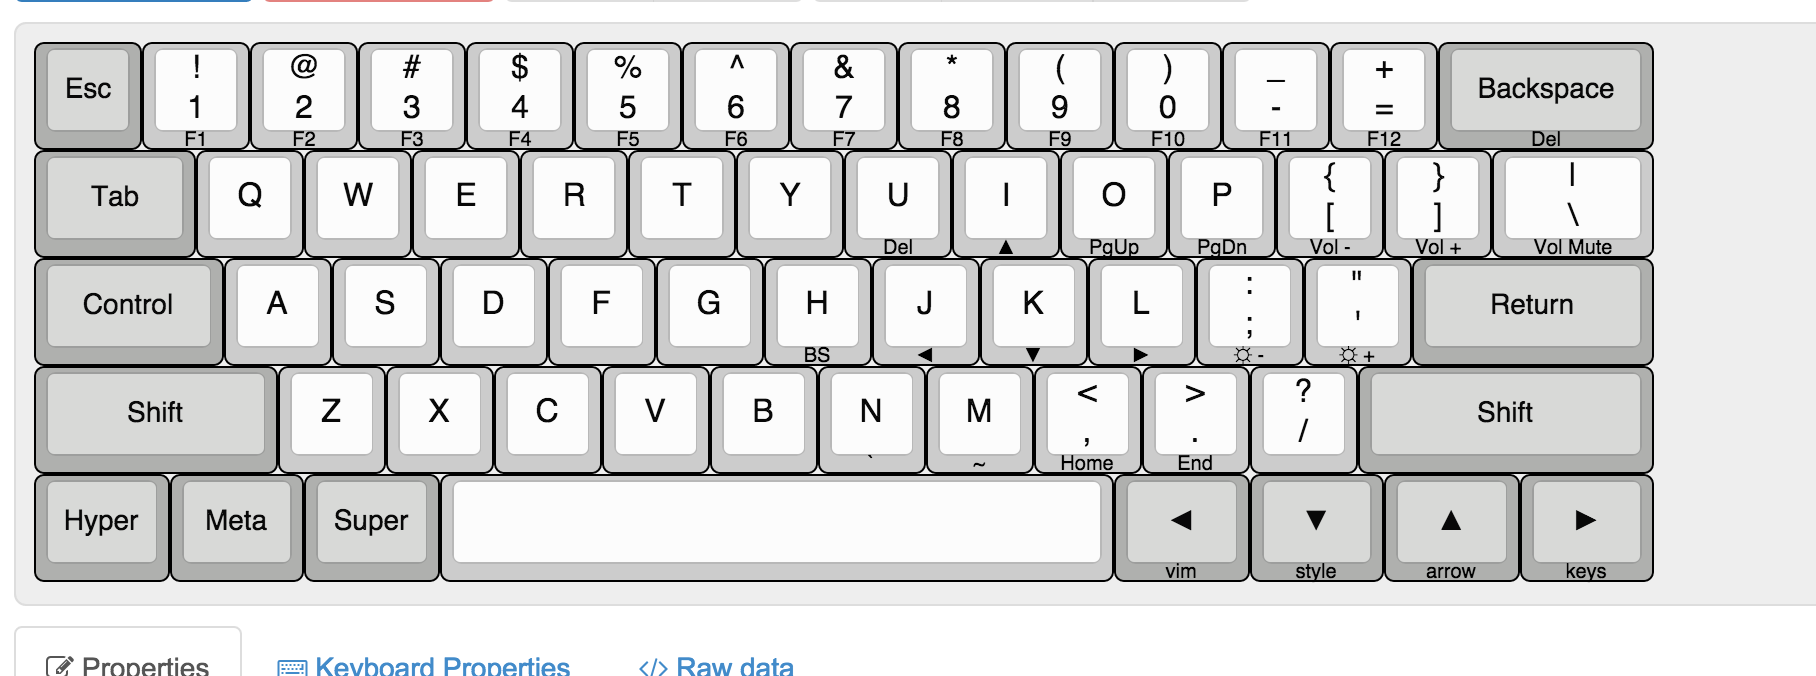 Esc ! 1 F1 @ 2 F2 # 3 F3 $ 4 F4 % 5 F5 ^ 6 F6 & 7 F7 * 8 F8 ( 9 F9 ) 0 F10 _ - F11 + = F12 Backspace Del
Tab Q W E R T Y U Del I ▲ O PgUp P PgDn { [ Vol - } ] Vol + | \ Vol Mute
Control A S D F G H BS J ◀ K ▼ L ▶ : ; ☼ - " ' ☼ + Return
Shift Z X C V B N ` M ~ < , Home > . End ? / Shift
Hyper Meta Super ◀ vim ▼ style ▲ arrow ▶ keys
Properties Keyboard Properties </> Raw data